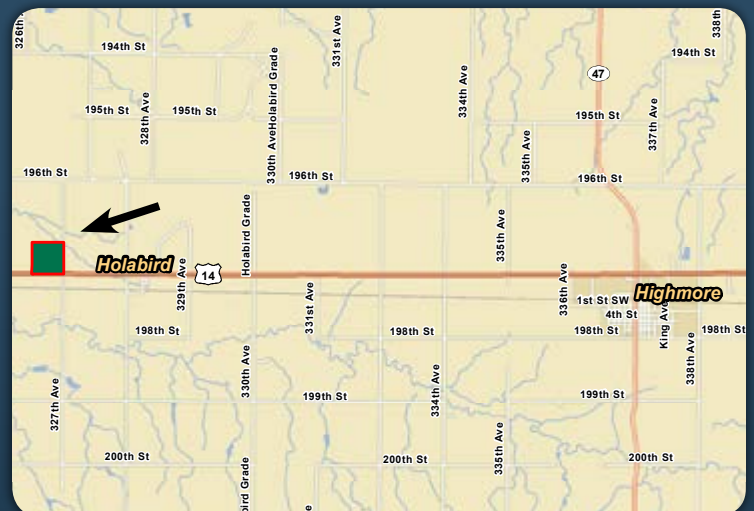 326th
331st Ave
338th
194th St
194th St
47
334th Ave
330th AveHolabird Grade
328th Ave
195th St
195th St
195th St
337th Ave
335th Ave
196th St
196th St
196th St
Holabird Grade
335th Ave
Holabird
329th Ave
14
331st Ave
336th Ave
Highmore
1st St SW
4th St
King Ave
198th St
198th St
198th St
198th St
338th Ave
330th Ave
334th Ave
327th Ave
199th St
199th St
335th Ave
200th St
200th St
200th St
bird Grade